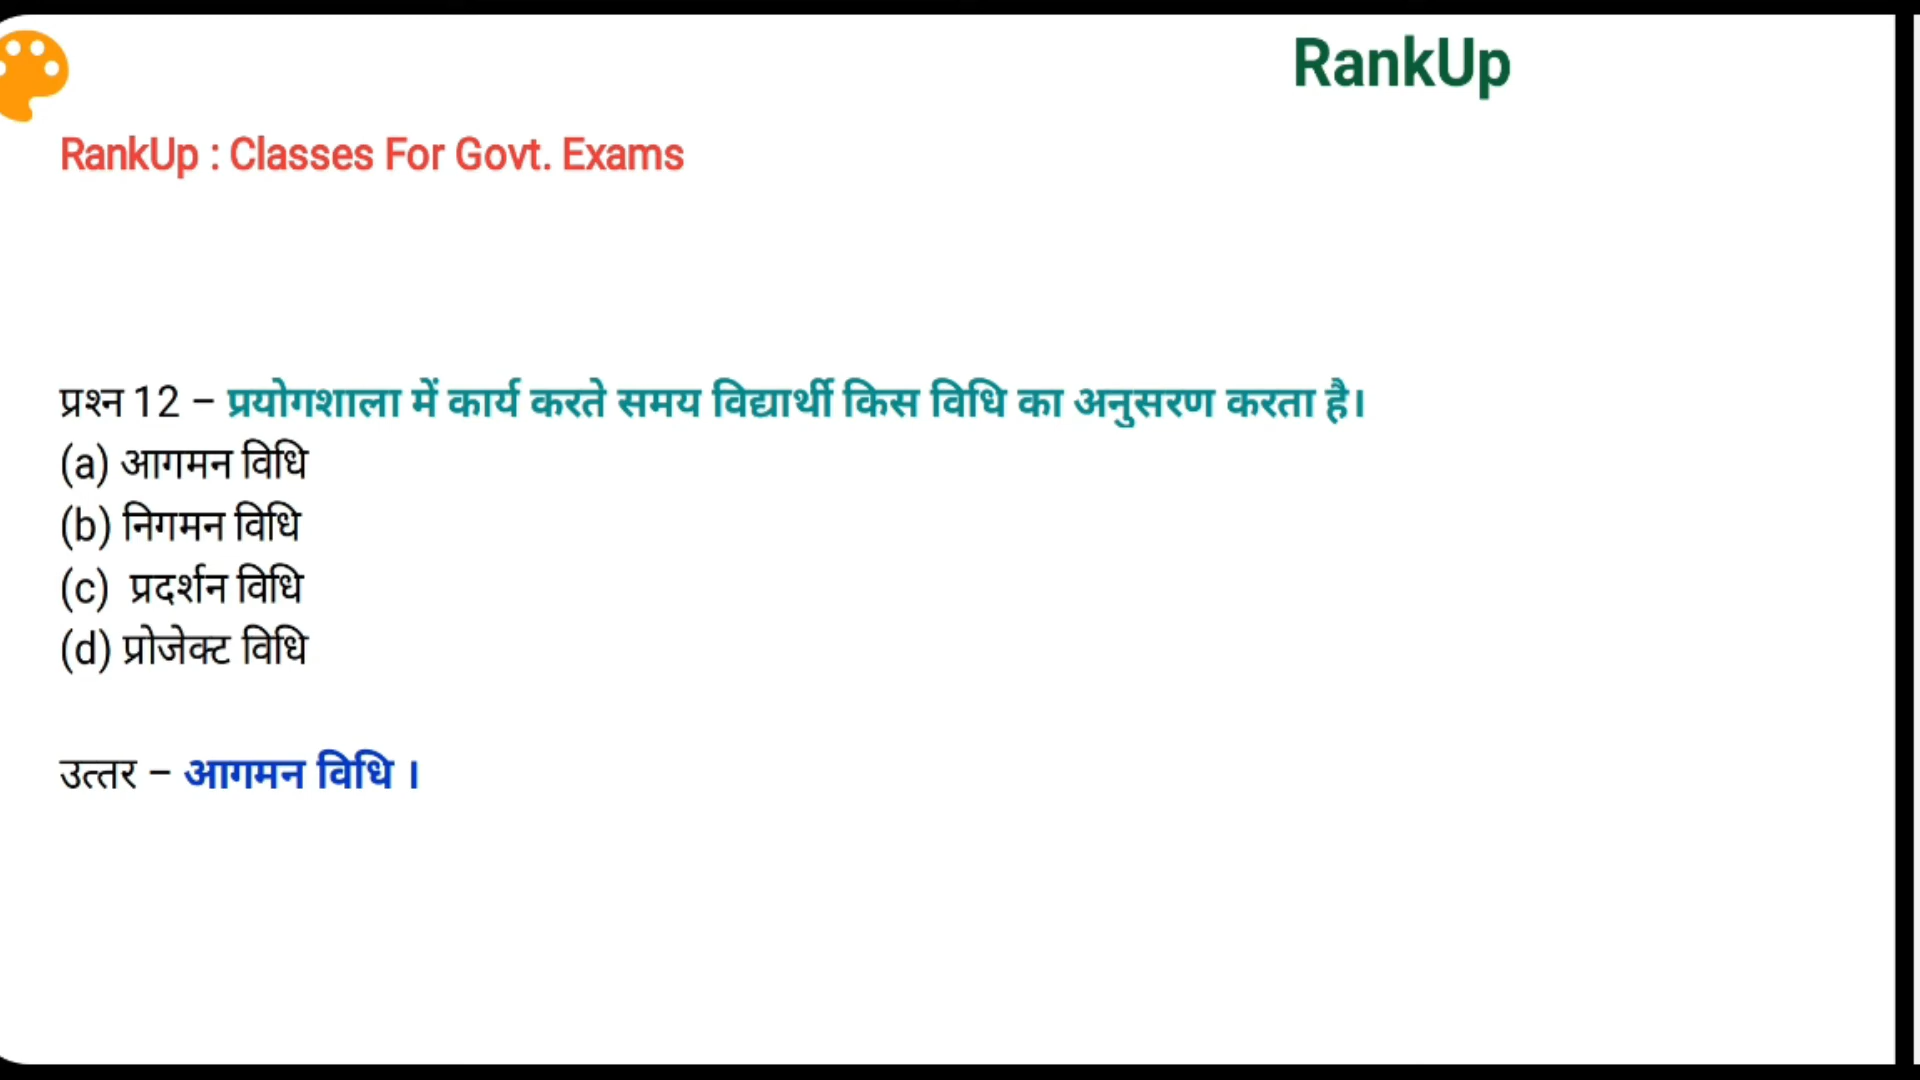 RankUp
RankUp : Classes For Govt. Exams
प्रश्न 12 – प्रयोगशाला में कार्य करते समय विद्यार्थी किस विधि का अनुसरण करता है।
(a) आगमन विधि
(b) निगमन विधि
(c) प्रदर्शन विधि
(d) प्रोजेक्ट विधि
उत्तर – आगमन विधि ।